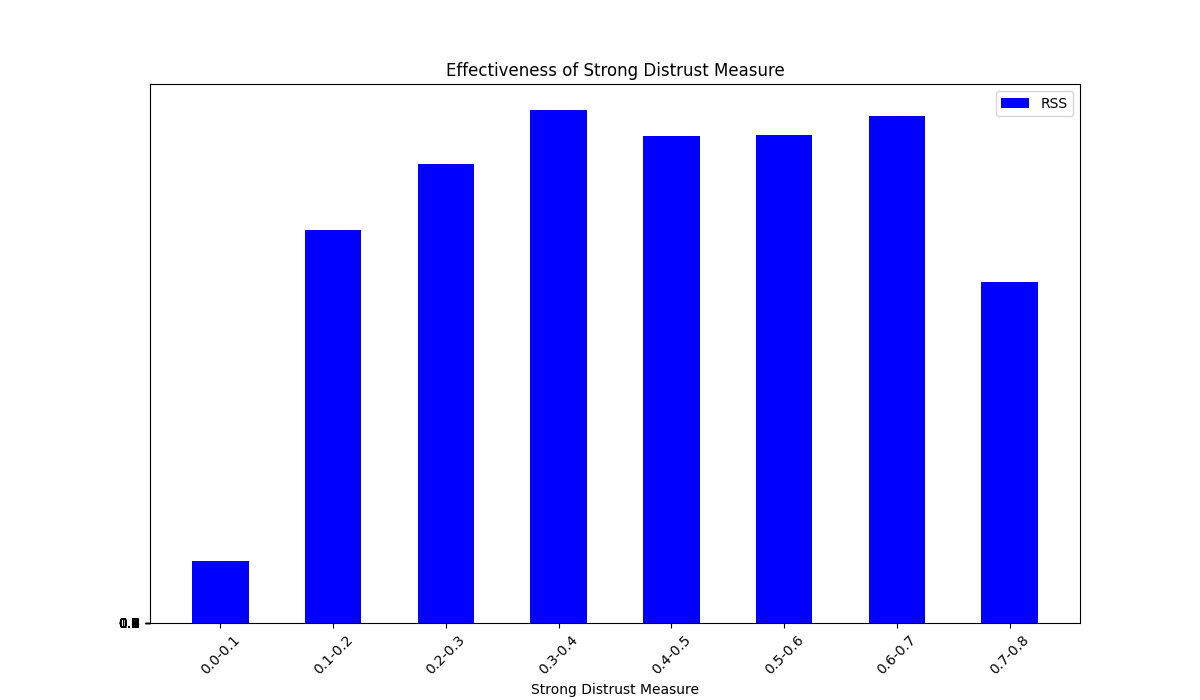 Effectiveness of Strong Distrust Measure
RSS
0.0-0.1
0.1-0.2
0.2-0.3
0.3-0.4
0.4-0.5
0.5-0.6
0.6-0.7
0.7-0.8
Strong Distrust Measure